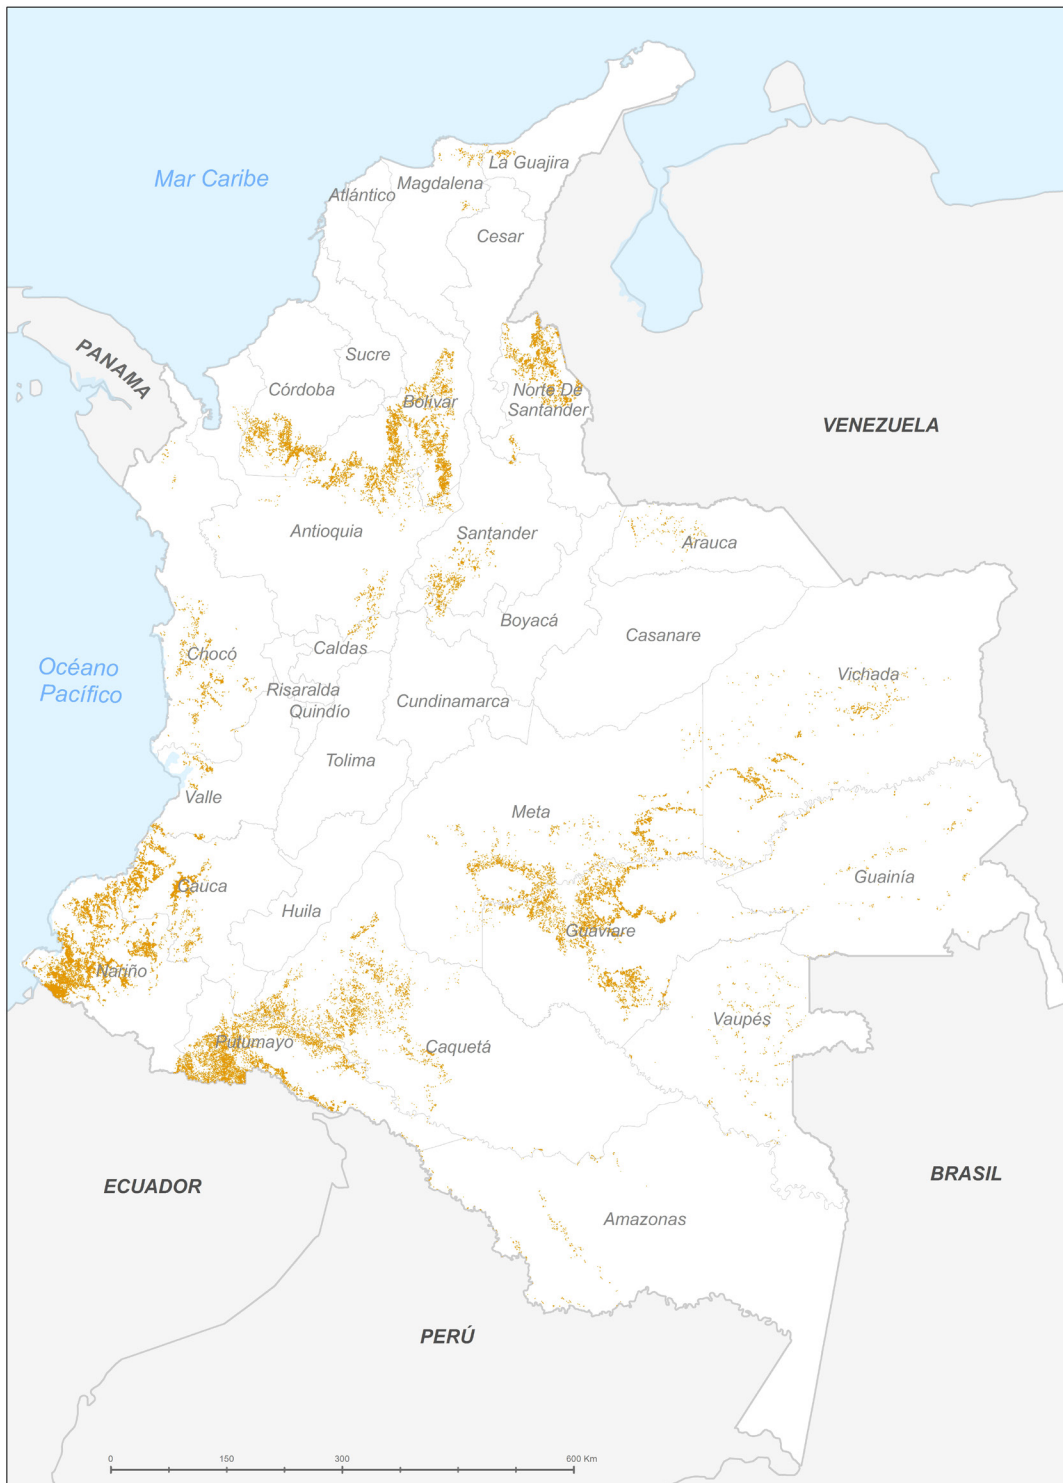 La Guajira
Mar Caribe
Magdalena
Atlántico
Cesar
PANAMA
Sucre
Córdoba
Bolívar
Norte De
Santander
VENEZUELA
Antioquia
Santander
Arauca
Boyacá
Casanare
Caldas
Chocó
Océano
Pacífico
Vichada
Risaralda
Cundinamarca
Quindío
Tolima
Valle
Meta
Cauca
Guainía
Huila
Guaviare
Nariño
Vaupés
Putumayo
Caquetá
ECUADOR
BRASIL
Amazonas
PERÚ
0 150 300 600 Km